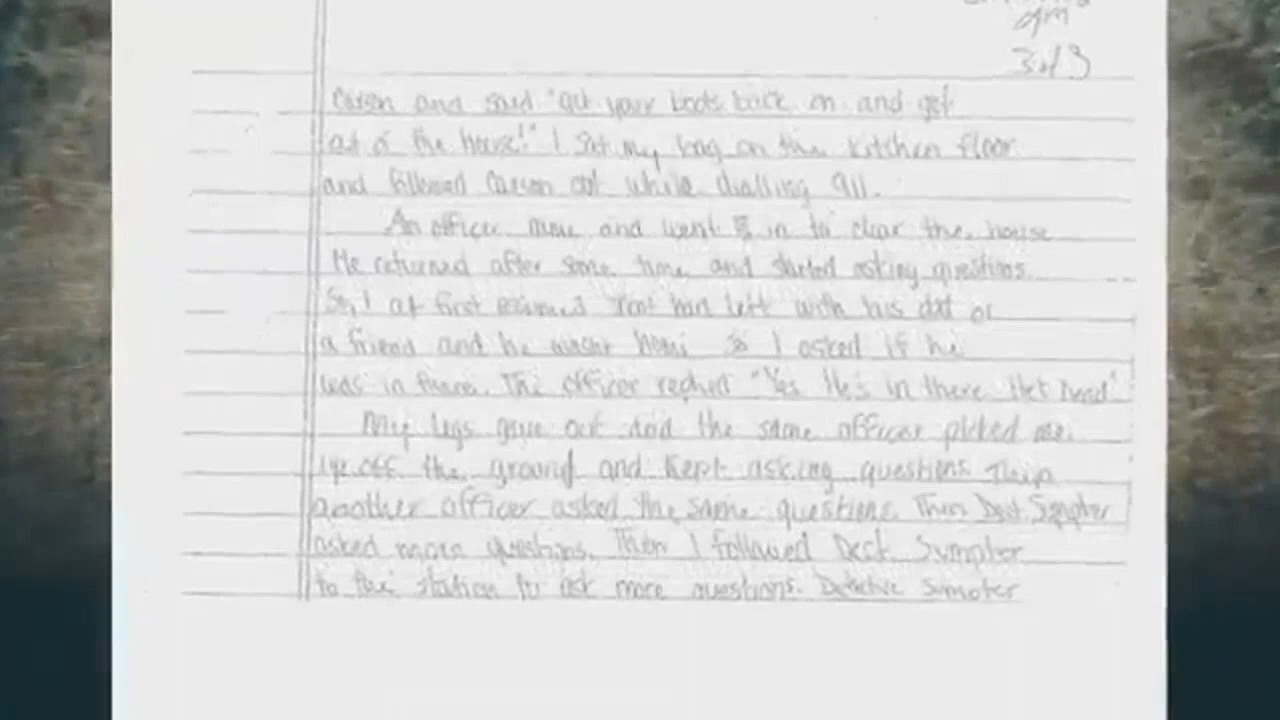 am
3 of 3
Carson and said "get your boots back on and get
out of the house!" I set my bag on the kitchen floor
and followed Carson out while dialling 911.
An officer and went in to clear the house
He returned after some time and started asking questions.
So, I at first assumed had left with his dad or
a friend and he wasn't home so I asked if he
was in there. The officer replied "Yes He's in there. He's Dead"
My legs gave out and the same officer picked me
off the ground and kept asking questions. Then
another officer asked the same questions. Then Dect Sumpter
asked more questions. Then I followed Dect Sumpter
to the station to ask more questions. Detective Sumpter